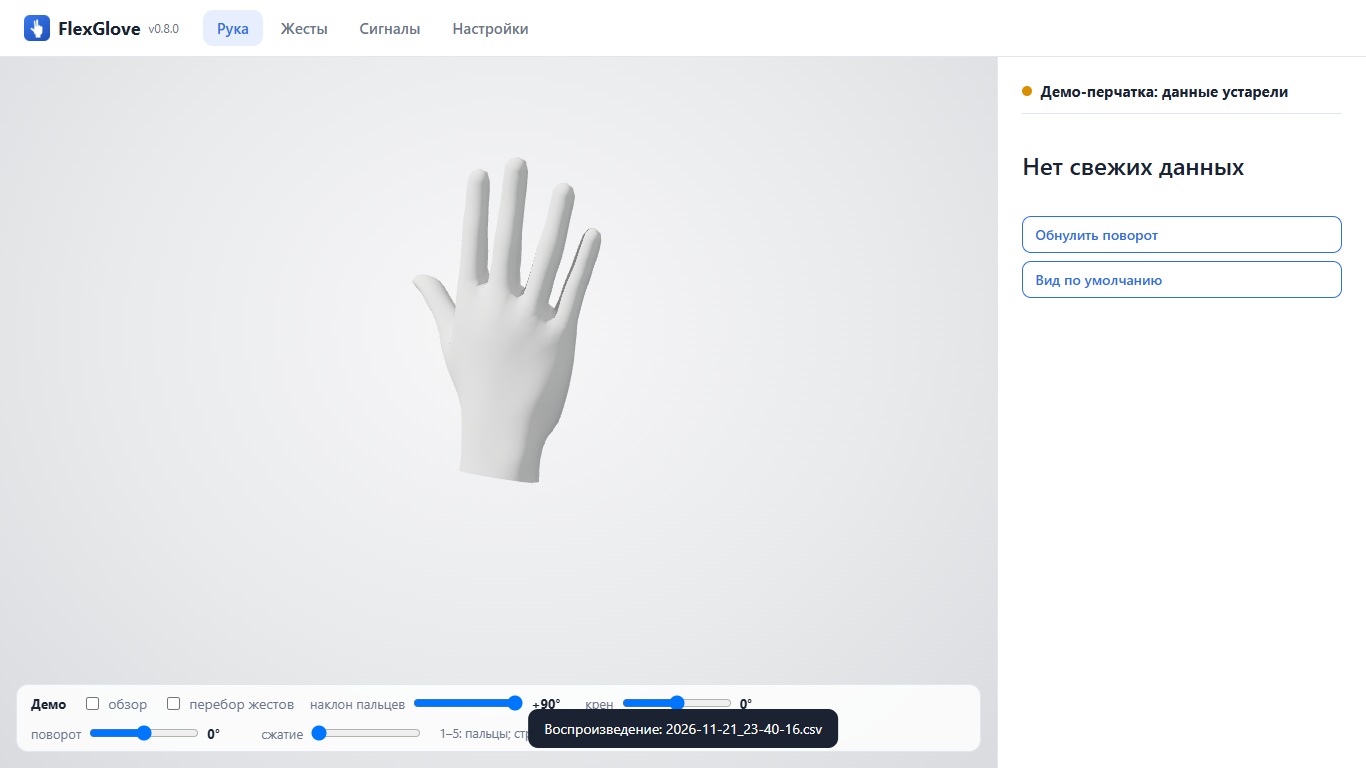 FlexGlove v0.8.0 Рука Жесты Сигналы Настройки
Демо-перчатка: данные устарели
Нет свежих данных
Обнулить поворот
Вид по умолчанию
Демо обзор перебор жестов наклон пальцев +90° крен 0°
поворот 0° сжатие 1–5: пальцы;
Воспроизведение: 2026-11-21_23-40-16.csv